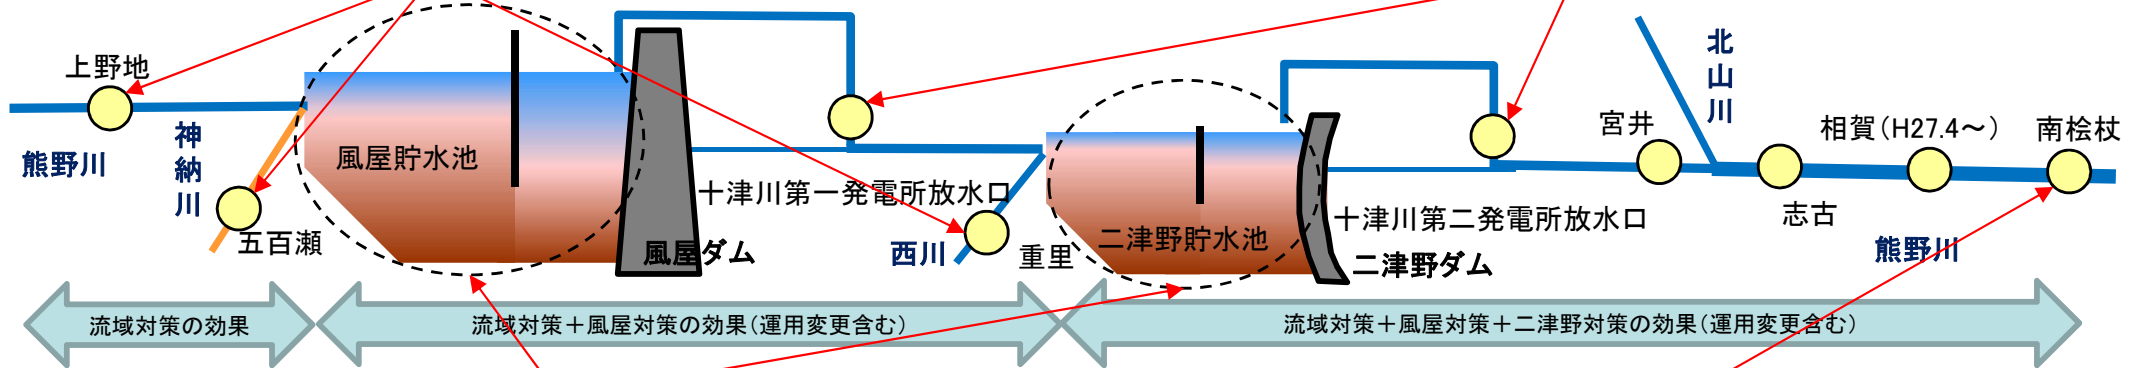 上野地
熊野川
神納川
五百瀬
風屋貯水池
風屋ダム
十津川第一発電所放水口
西川
重里
二津野貯水池
二津野ダム
十津川第二発電所放水口
宮井
北山川
志古
相賀(H27.4～)
南桧杖
熊野川
流域対策の効果
流域対策＋風屋対策の効果(運用変更含む)
流域対策＋風屋対策＋二津野対策の効果(運用変更含む)